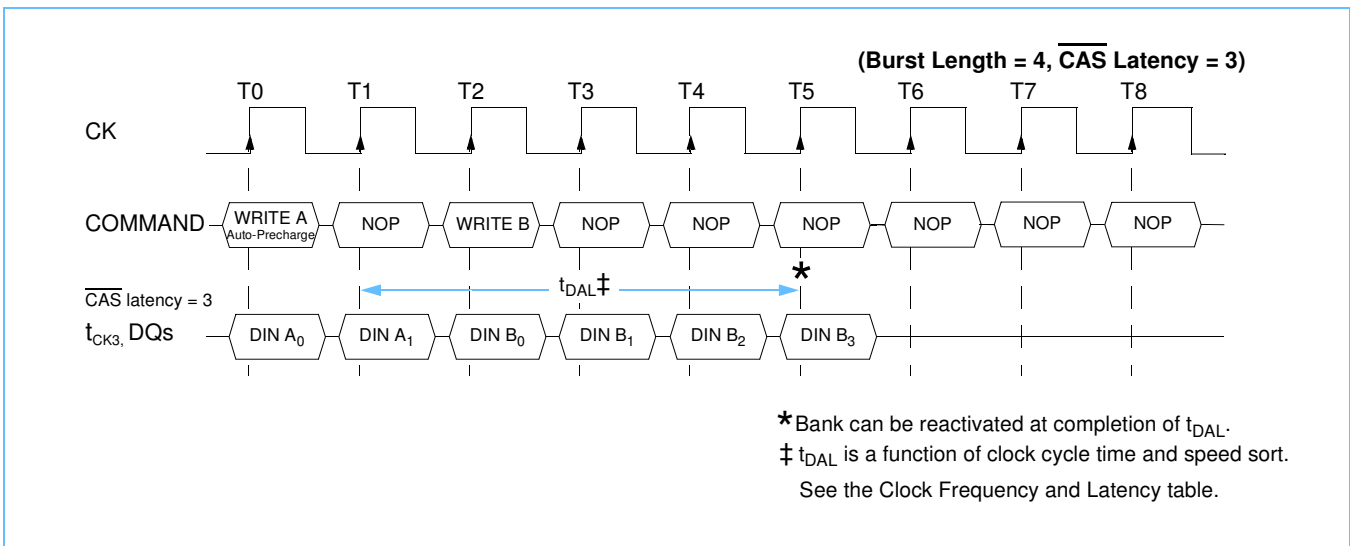 (Burst Length = 4, CAS Latency = 3)
T0 T1 T2 T3 T4 T5 T6 T7 T8
CK
COMMAND WRITE A Auto-Precharge NOP WRITE B NOP NOP NOP NOP NOP NOP
*
tDAL‡
CAS latency = 3
tCK3, DQs DIN A0 DIN A1 DIN B0 DIN B1 DIN B2 DIN B3
* Bank can be reactivated at completion of tDAL.
‡ tDAL is a function of clock cycle time and speed sort.
See the Clock Frequency and Latency table.